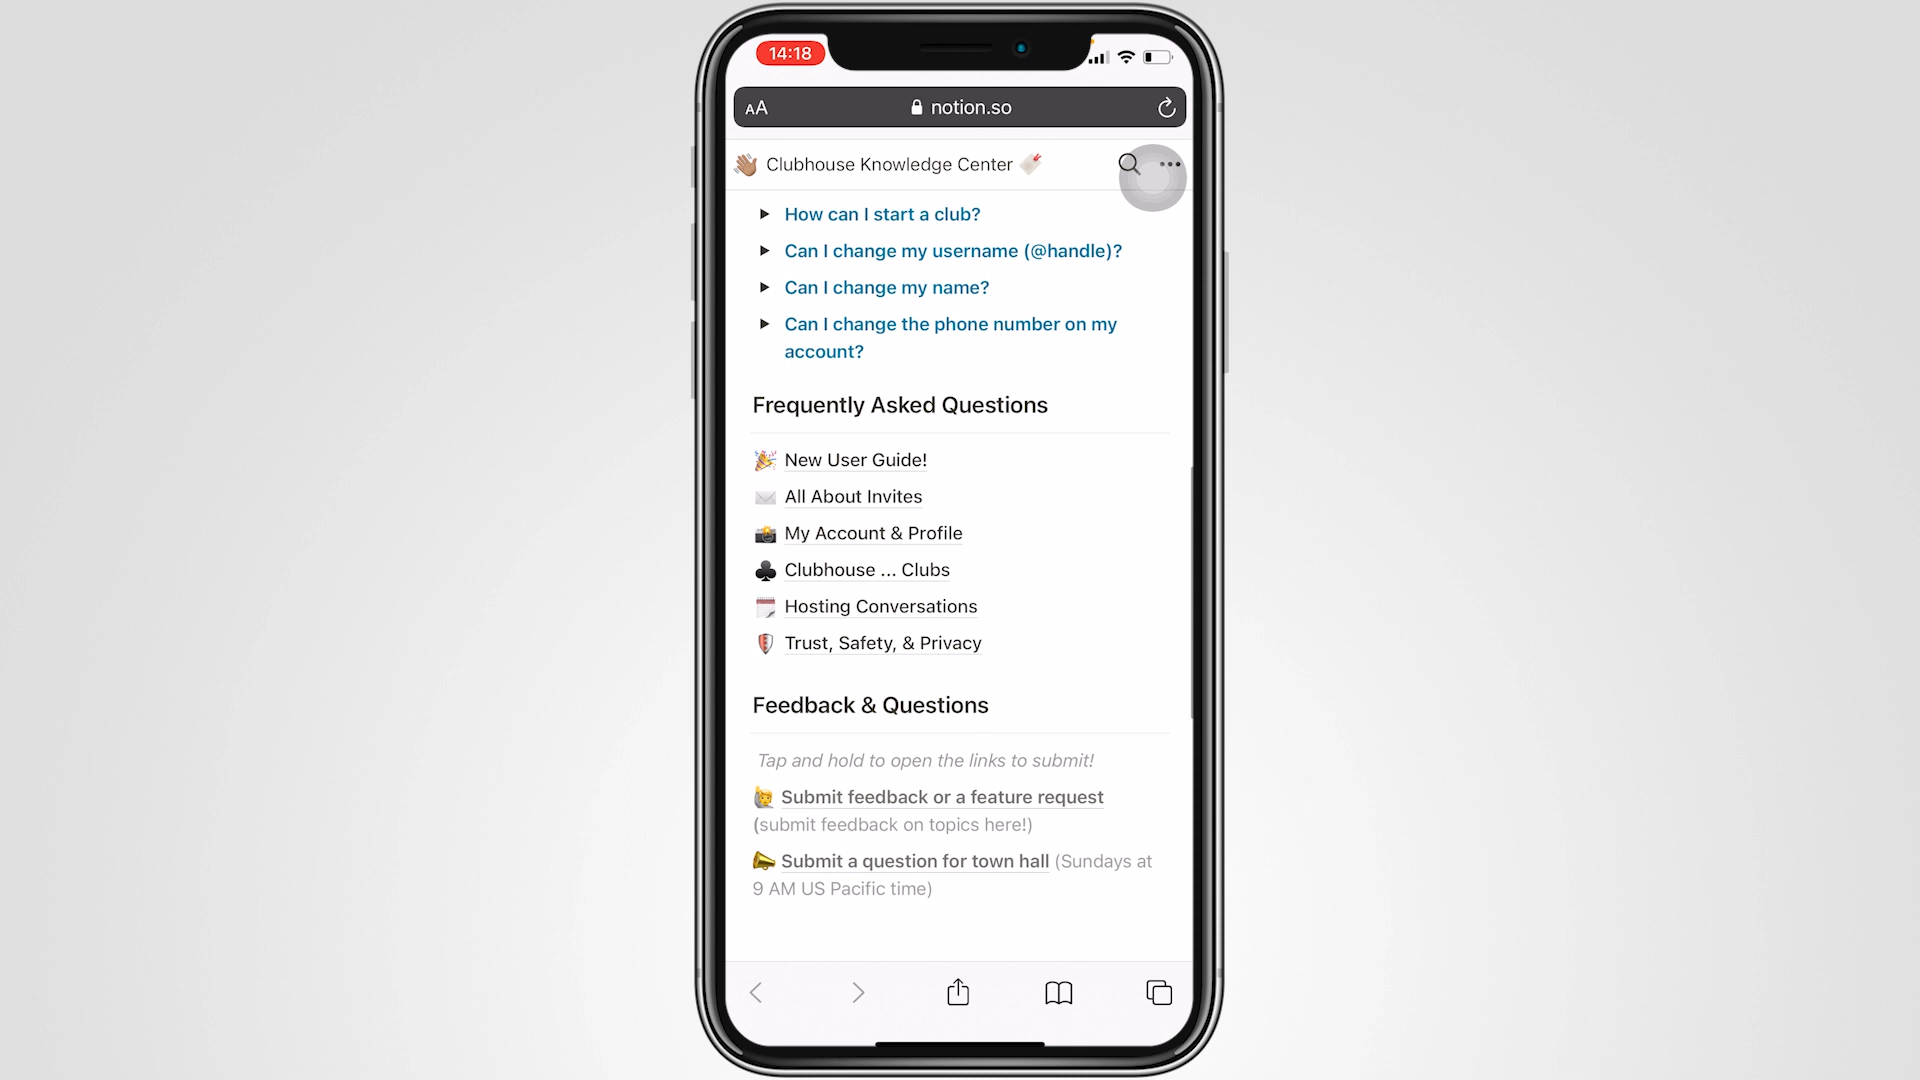 14:18
AA notion.so
Clubhouse Knowledge Center
How can I start a club?
Can I change my username (@handle)?
Can I change my name?
Can I change the phone number on my
account?
Frequently Asked Questions
New User Guide!
All About Invites
My Account & Profile
Clubhouse ... Clubs
Hosting Conversations
Trust, Safety, & Privacy
Feedback & Questions
Tap and hold to open the links to submit!
Submit feedback or a feature request
(submit feedback on topics here!)
Submit a question for town hall (Sundays at
9 AM US Pacific time)